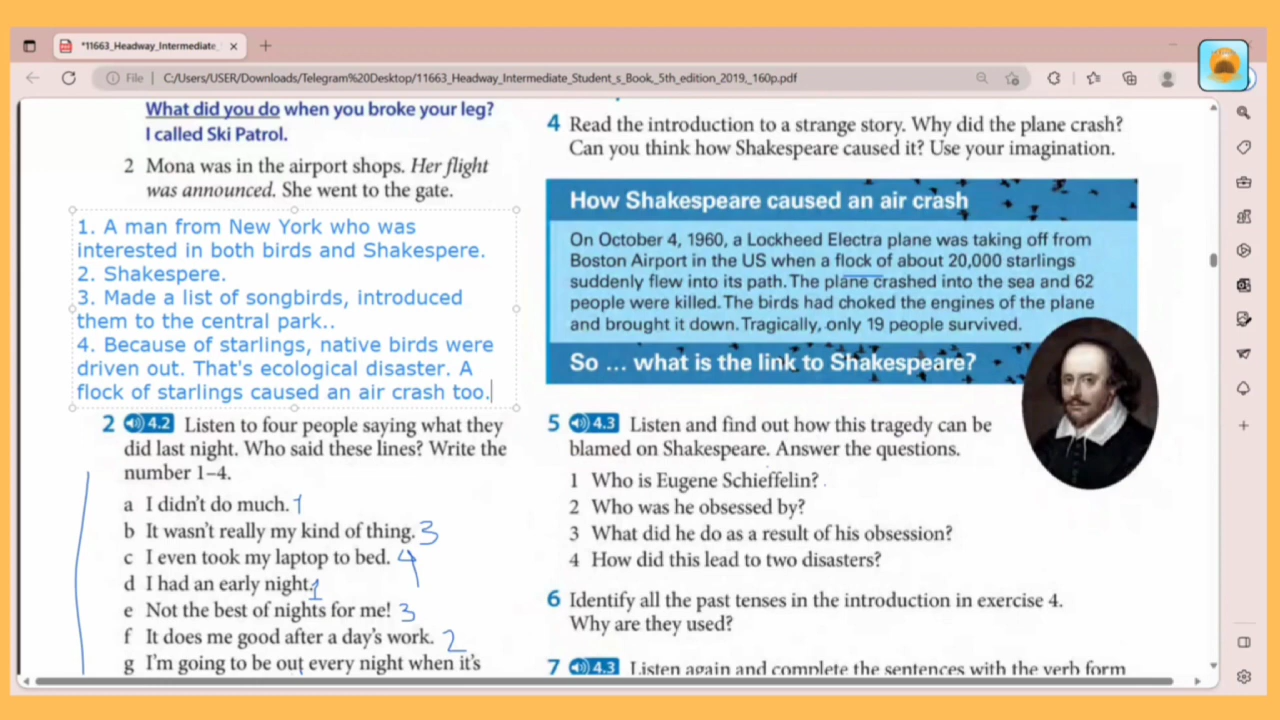 *11663_Headway_Intermediate_
File
C:/Users/USER/Downloads/Telegram%20Desktop/11663_Headway_Intermediate_Student_s_Book,_5th_edition_2019,_160p.pdf
What did you do when you broke your leg?
I called Ski Patrol.
2 Mona was in the airport shops. Her flight
was announced. She went to the gate.
1. A man from New York who was
interested in both birds and Shakespere.
2. Shakespere.
3. Made a list of songbirds, introduced
them to the central park..
4. Because of starlings, native birds were
driven out. That's ecological disaster. A
flock of starlings caused an air crash too.
2 4.2 Listen to four people saying what they
did last night. Who said these lines? Write the
number 1–4.
a I didn't do much. 1
b It wasn't really my kind of thing. 3
c I even took my laptop to bed. 4
d I had an early night. 1
e Not the best of nights for me! 3
f It does me good after a day's work. 2
g I'm going to be out every night when it's
4 Read the introduction to a strange story. Why did the plane crash?
Can you think how Shakespeare caused it? Use your imagination.
How Shakespeare caused an air crash
On October 4, 1960, a Lockheed Electra plane was taking off from
Boston Airport in the US when a flock of about 20,000 starlings
suddenly flew into its path. The plane crashed into the sea and 62
people were killed. The birds had choked the engines of the plane
and brought it down. Tragically, only 19 people survived.
So … what is the link to Shakespeare?
5 4.3 Listen and find out how this tragedy can be
blamed on Shakespeare. Answer the questions.
1 Who is Eugene Schieffelin?
2 Who was he obsessed by?
3 What did he do as a result of his obsession?
4 How did this lead to two disasters?
6 Identify all the past tenses in the introduction in exercise 4.
Why are they used?
7 4.3 Listen again and complete the sentences with the verb form